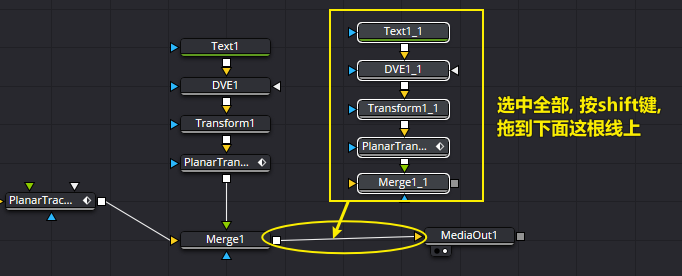 Text1
DVE1
Transform1
PlanarTran...
Text1_1
DVE1_1
Transform1_1
PlanarTran...
Merge1_1
选中全部, 按shift键,
拖到下面这根线上
PlanarTrac...
Merge1
MediaOut1